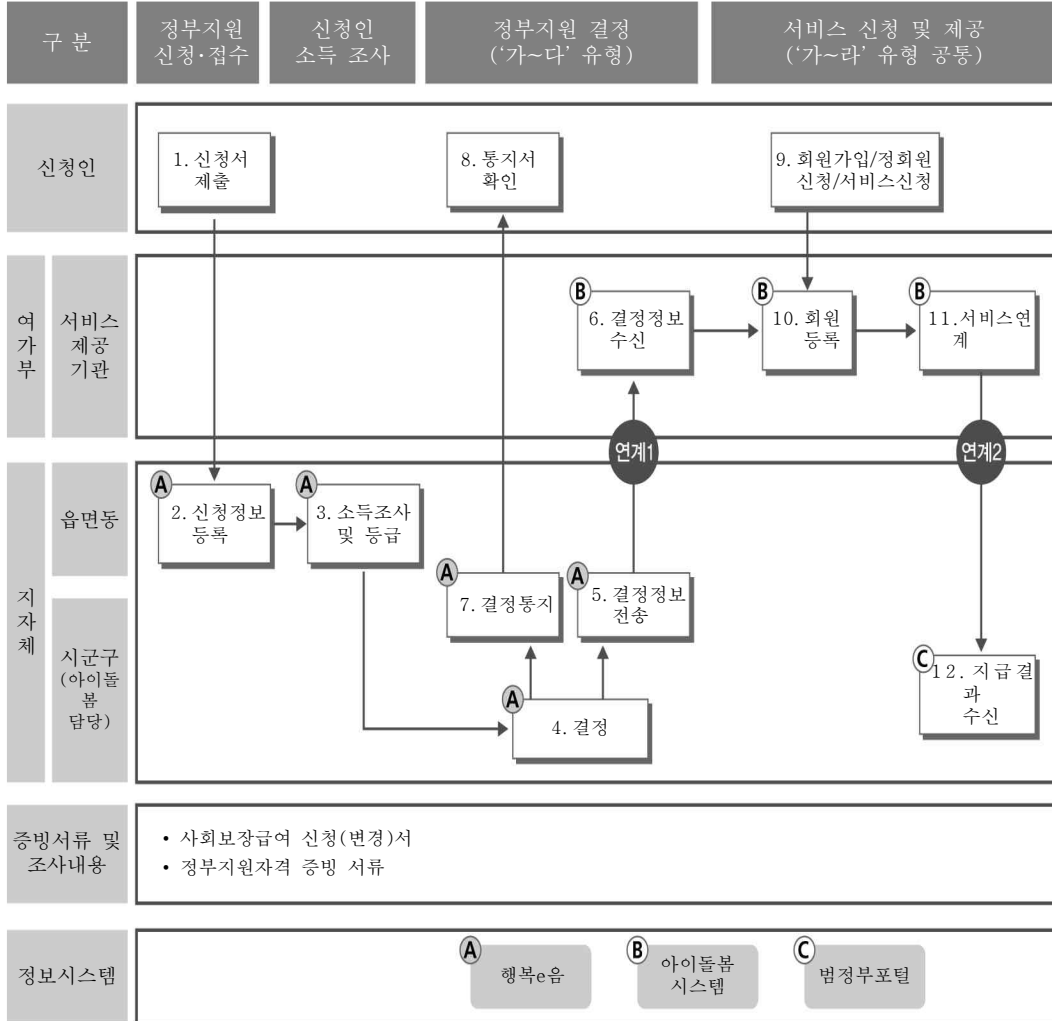 구 분
정부지원
신청·접수
신청인
소득 조사
정부지원 결정
(‘가~다’ 유형)
서비스 신청 및 제공
(‘가~라’ 유형 공통)
신청인
1.신청서
제출
8.통지서
확인
9.회원가입/정회원
신청/서비스신청
여
가
부
서비스
제공
기관
B
6.결정정보
수신
B
10.회원
등록
B
11.서비스연
계
연계1
연계2
지
자
체
읍면동
A
2.신청정보
등록
A
3.소득조사
및 등급
A
7.결정통지
A
5.결정정보
전송
시군구
(아이돌
봄
담당)
A
4.결정
C
12.지급결
과
수신
증빙서류 및
조사내용
• 사회보장급여 신청(변경)서
• 정부지원자격 증빙 서류
정보시스템
A
행복e음
B
아이돌봄
시스템
C
범정부포털